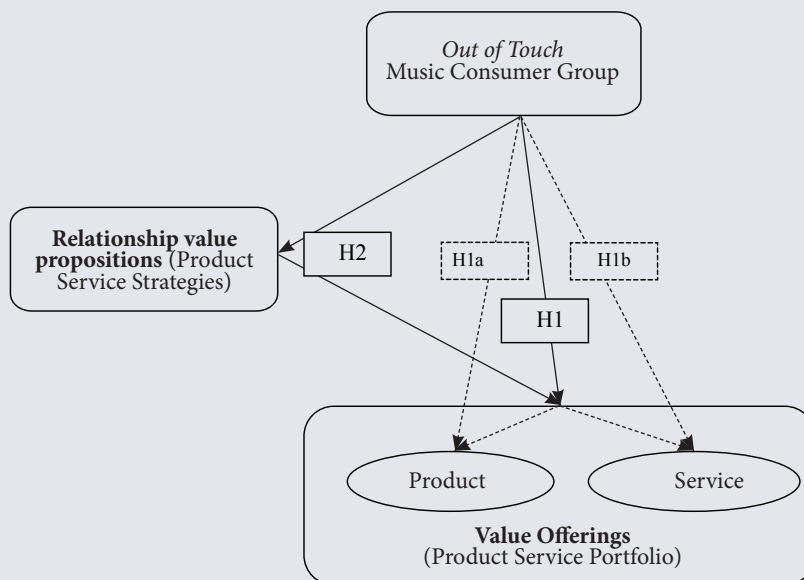 Out of Touch
Music Consumer Group
Relationship value
propositions (Product
Service Strategies)
H2
H1a
H1b
H1
Product
Service
Value Offerings
(Product Service Portfolio)